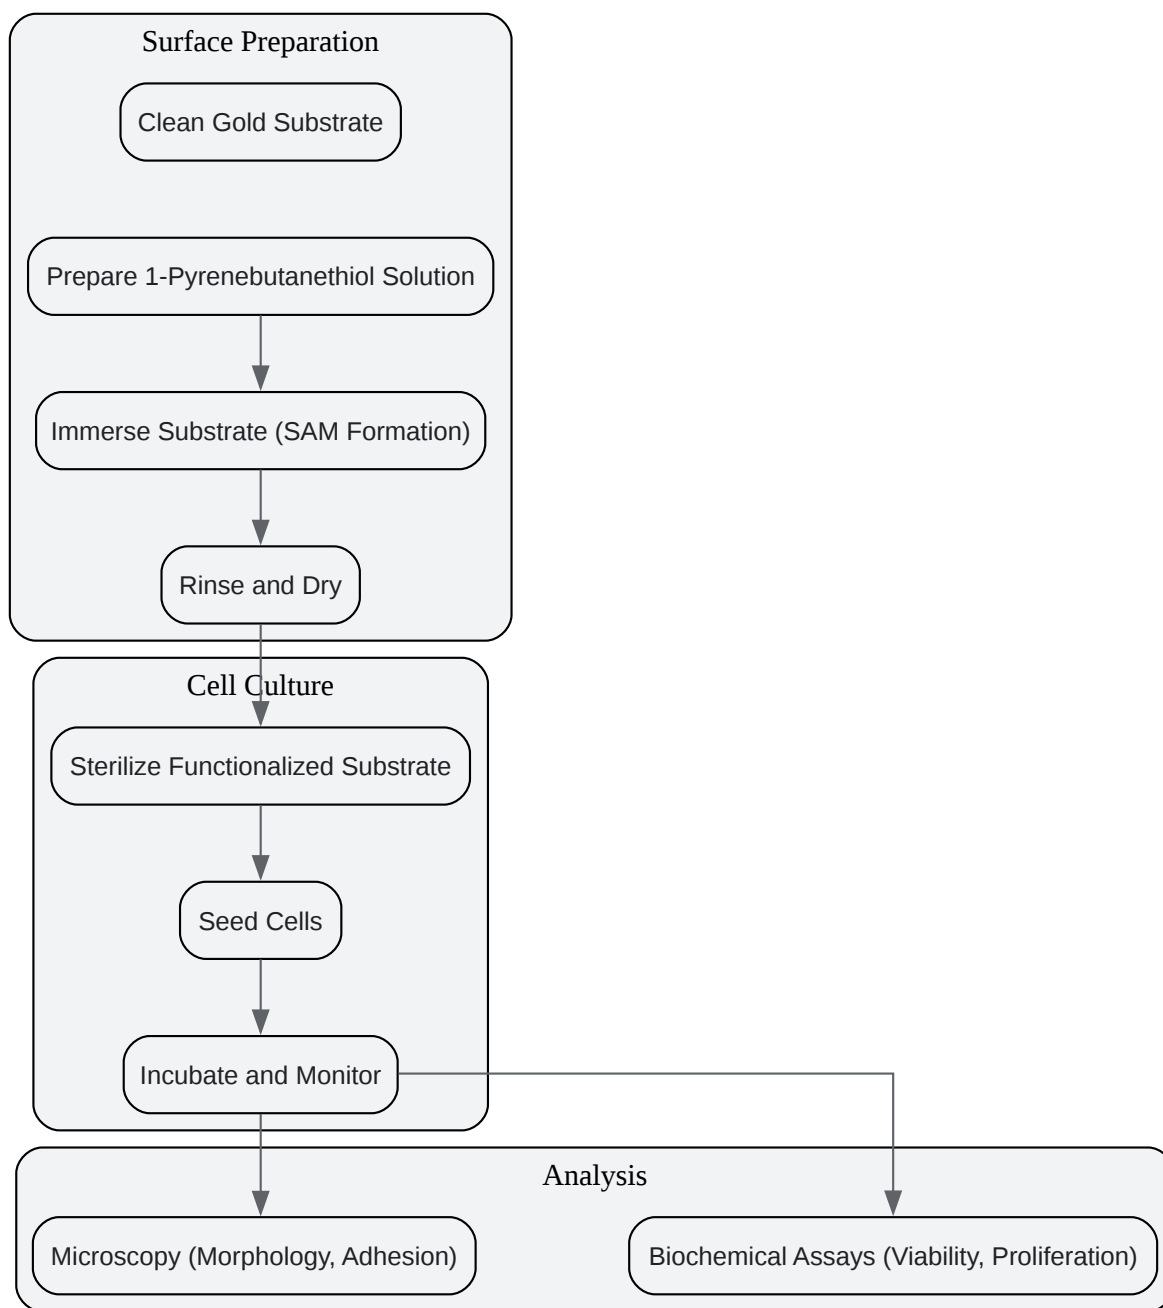 Surface Preparation
Clean Gold Substrate
Prepare 1-Pyrenebutanethiol Solution
Immerse Substrate (SAM Formation)
Rinse and Dry
Cell Culture
Sterilize Functionalized Substrate
Seed Cells
Incubate and Monitor
Analysis
Microscopy (Morphology, Adhesion)
Biochemical Assays (Viability, Proliferation)